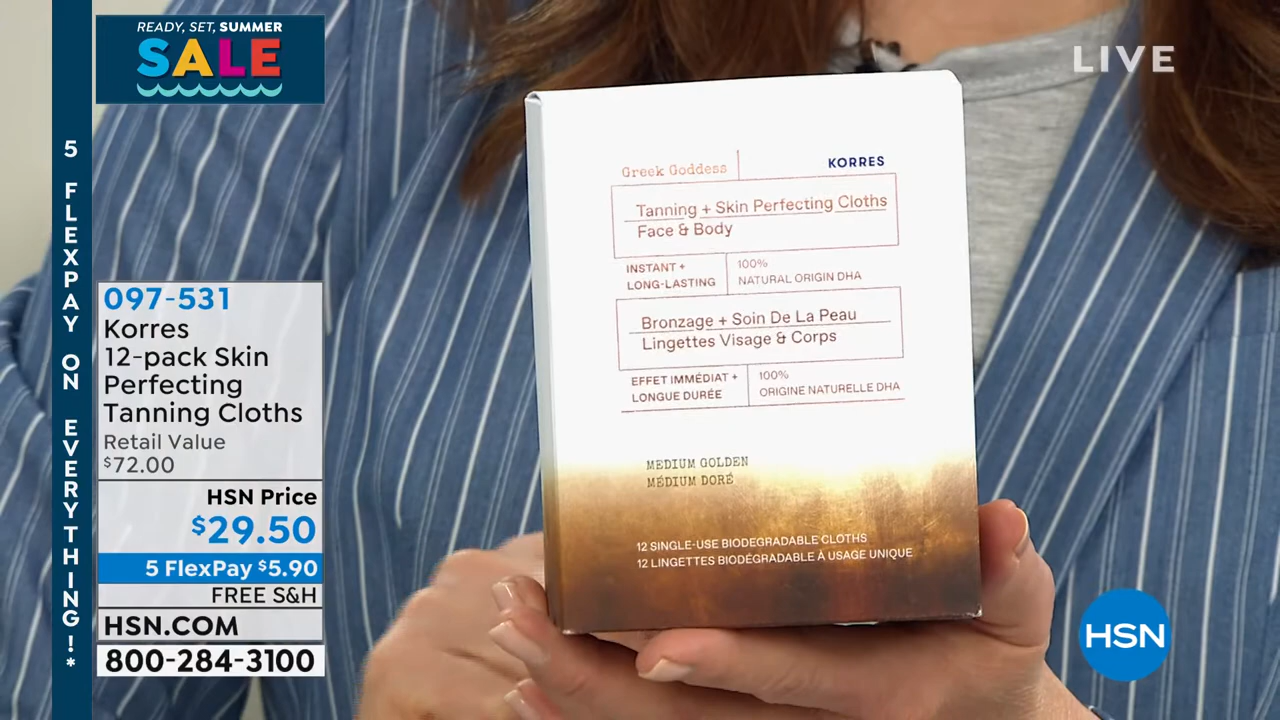 READY, SET, SUMMER
SALE
LIVE
5 FLEXPAY ON EVERYTHING!*
097-531
Korres
12-pack Skin
Perfecting
Tanning Cloths
Retail Value
$72.00
HSN Price
$29.50
5 FlexPay $5.90
FREE S&H
HSN.COM
800-284-3100
Greek Goddess
KORRES
Tanning + Skin Perfecting Cloths
Face & Body
INSTANT +
LONG-LASTING
100%
NATURAL ORIGIN DHA
Bronzage + Soin De La Peau
Lingettes Visage & Corps
EFFET IMMÉDIAT +
LONGUE DURÉE
100%
ORIGINE NATURELLE DHA
MEDIUM GOLDEN
MÉDIUM DORÉ
12 SINGLE-USE BIODEGRADABLE CLOTHS
12 LINGETTES BIODÉGRADABLE À USAGE UNIQUE
HSN